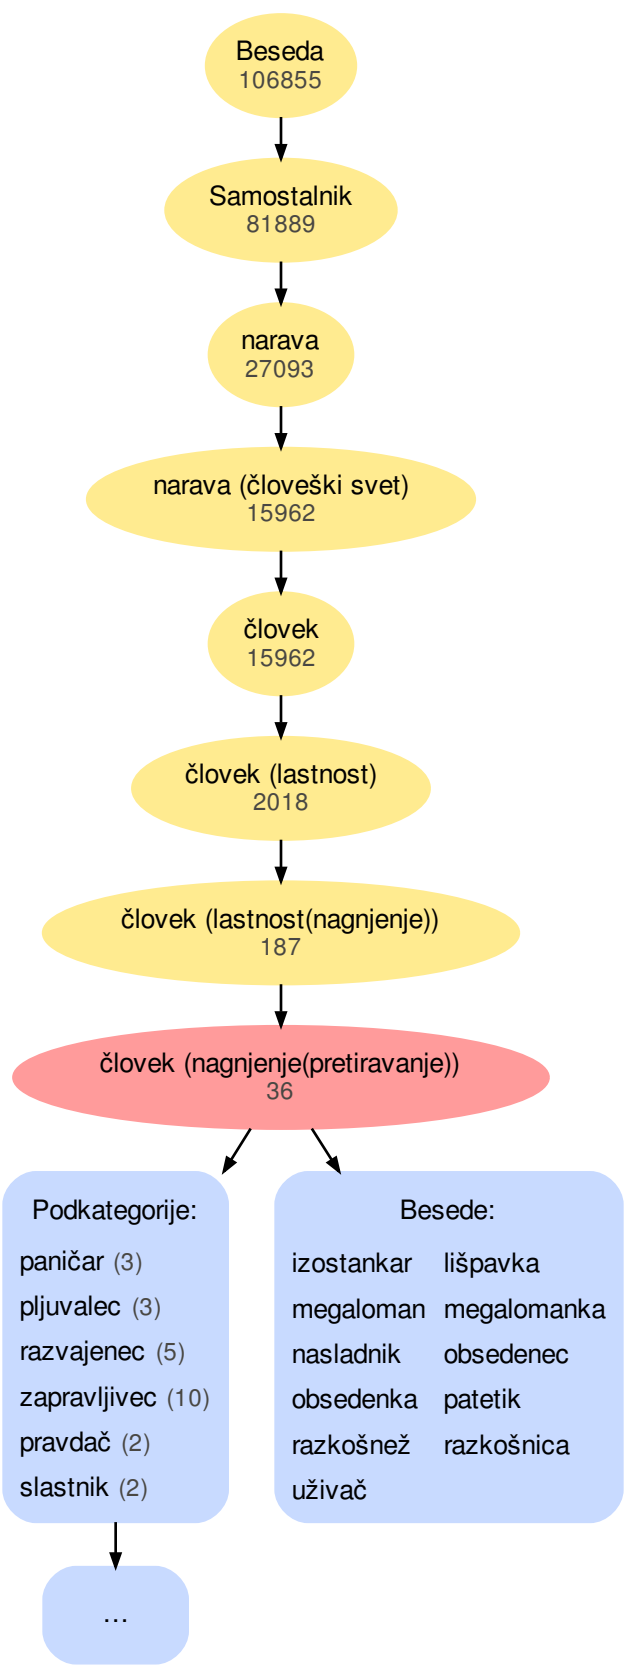 Beseda
106855
Samostalnik
81889
narava
27093
narava (človeški svet)
15962
človek
15962
človek (lastnost)
2018
človek (lastnost(nagnjenje))
187
človek (nagnjenje(pretiravanje))
36
Podkategorije:
paničar (3)
pljuvalec (3)
razvajenec (5)
zapravljivec (10)
pravdač (2)
slastnik (2)
...
Besede:
izostankar lišpavka
megaloman megalomanka
nasladnik obsedenec
obsedenka patetik
razkošnež razkošnica
uživač